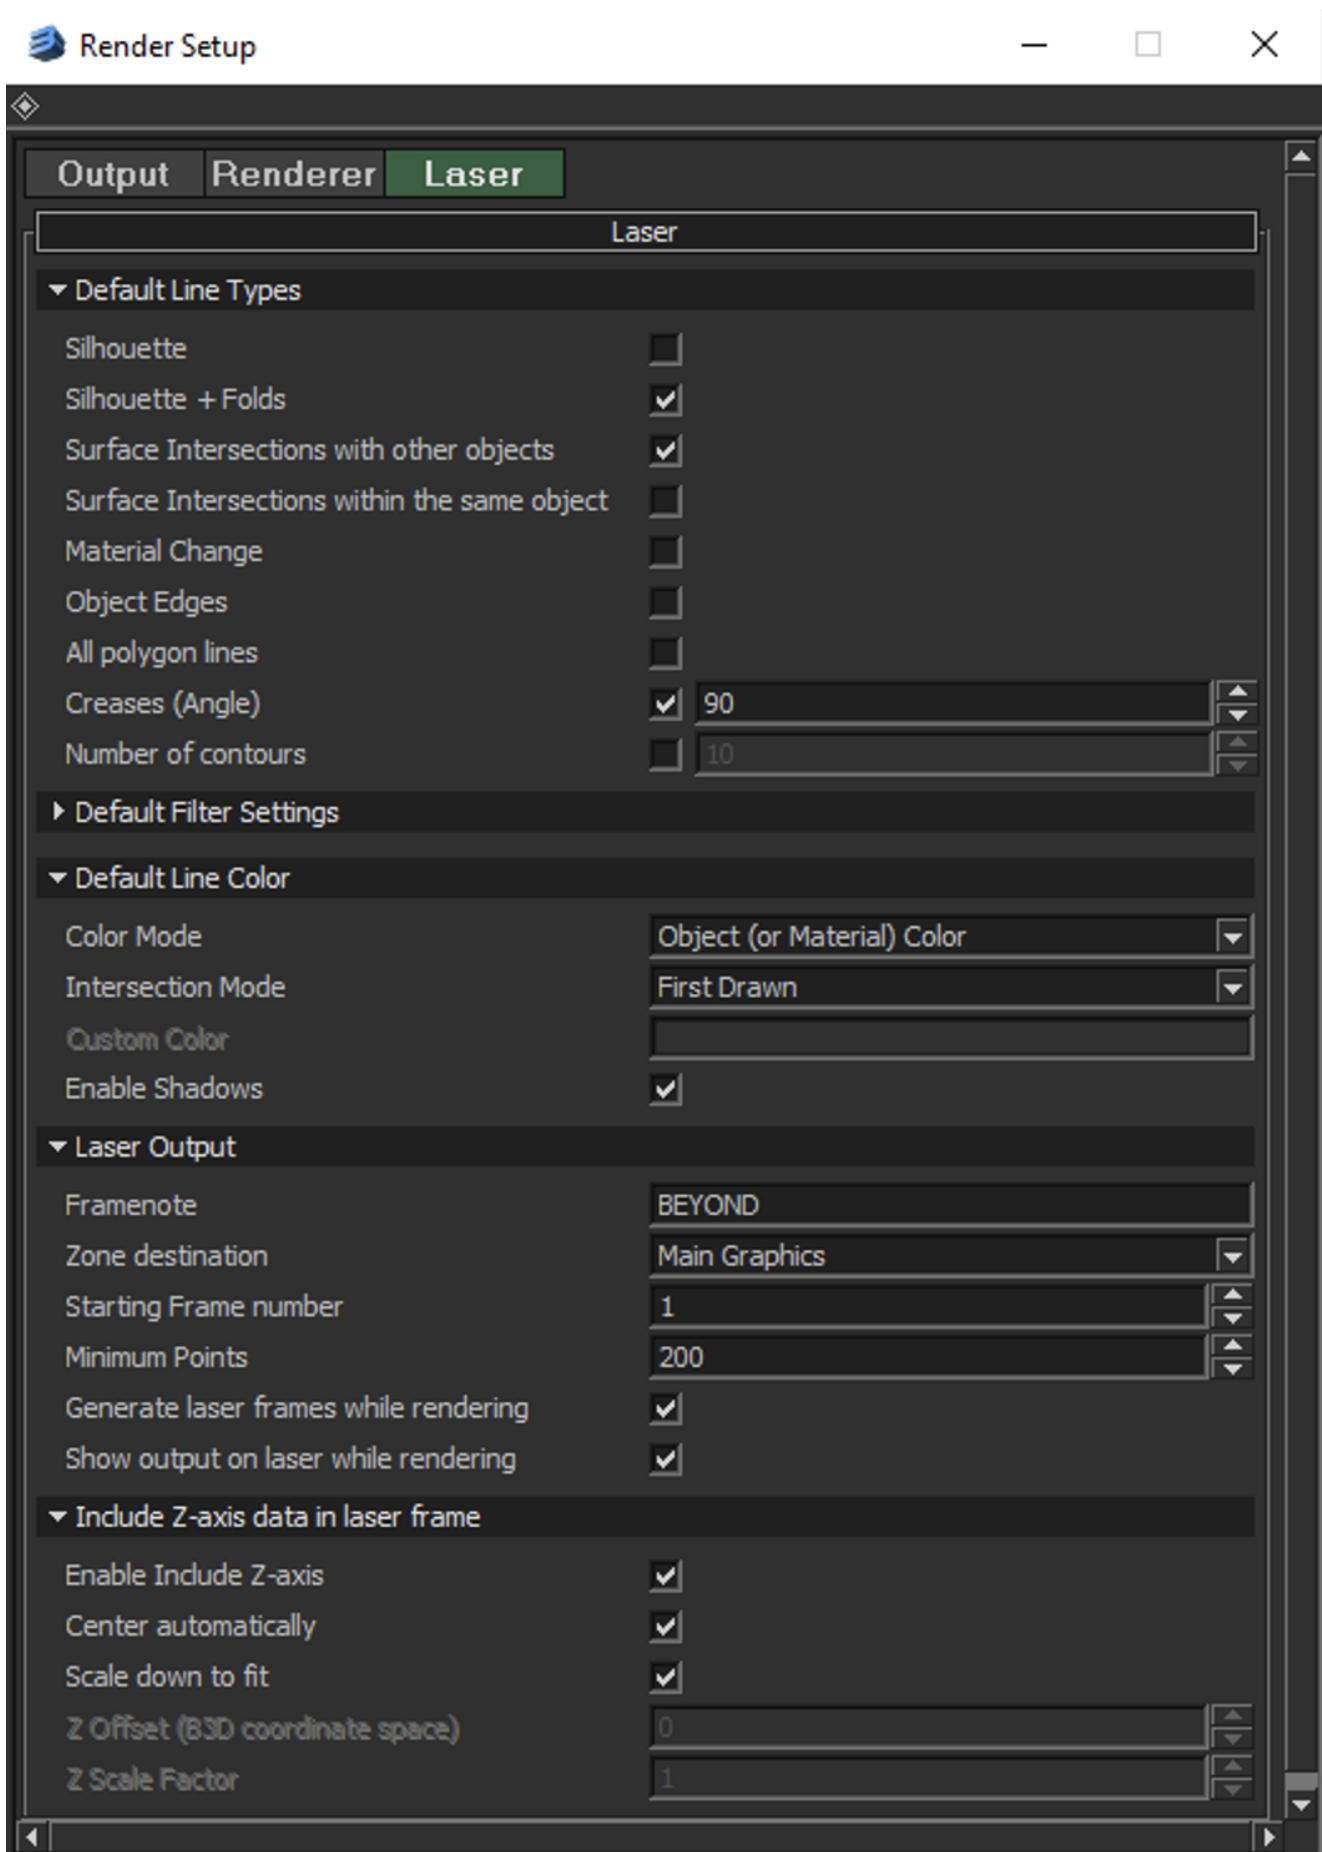 Render Setup
Output Renderer Laser
Laser
Default Line Types
Silhouette
Silhouette + Folds
Surface Intersections with other objects
Surface Intersections within the same object
Material Change
Object Edges
All polygon lines
Creases (Angle) 90
Number of contours 10
Default Filter Settings
Default Line Color
Color Mode Object (or Material) Color
Intersection Mode First Drawn
Custom Color
Enable Shadows
Laser Output
Framenote BEYOND
Zone destination Main Graphics
Starting Frame number 1
Minimum Points 200
Generate laser frames while rendering
Show output on laser while rendering
Include Z-axis data in laser frame
Enable Include Z-axis
Center automatically
Scale down to fit
Z Offset (B3D coordinate space) 0
Z Scale Factor 1